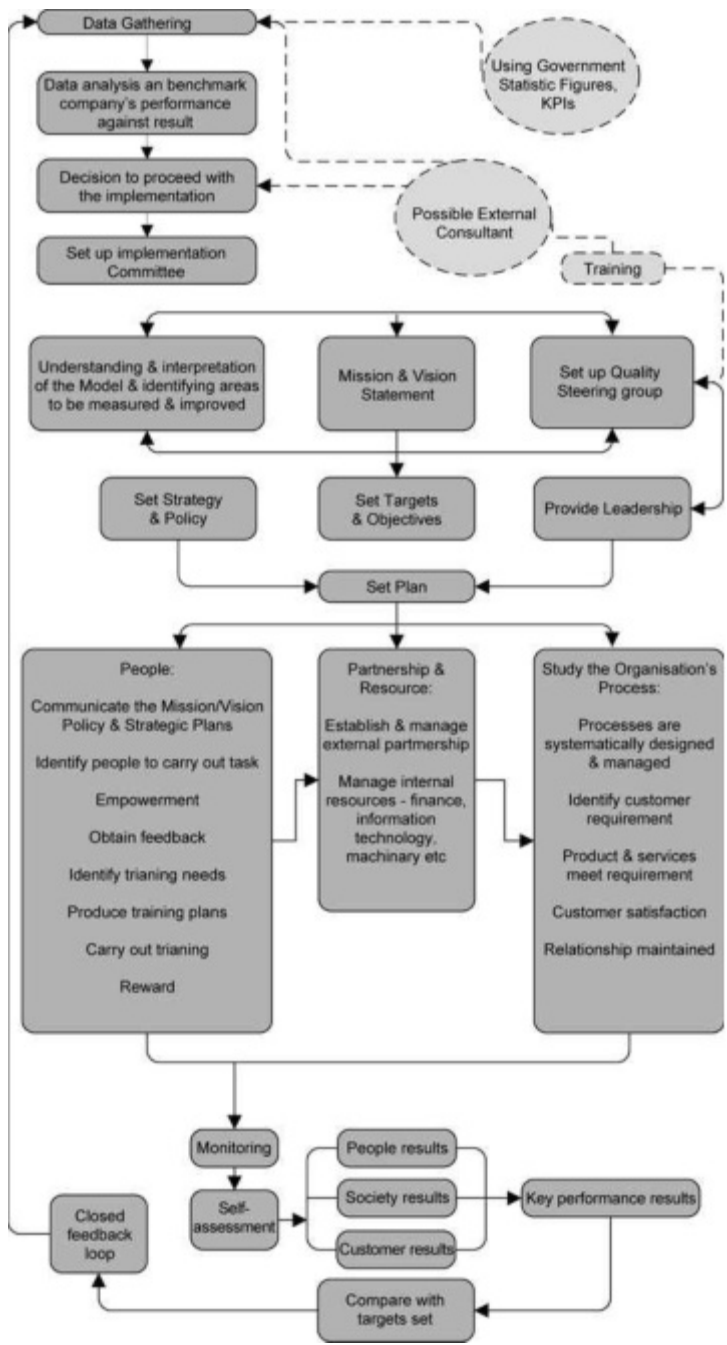 Data Gathering
Using Government
Statistic Figures,
KPIs
Data analysis an benchmark
company's performance
against result
Decision to proceed with
the implementation
Possible External
Consultant
Set up implementation
Committee
Training
Understanding & interpretation
of the Model & identifying areas
to be measured & improved
Mission & Vision
Statement
Set up Quality
Steering group
Set Strategy
& Policy
Set Targets
& Objectives
Provide Leadership
Set Plan
People:
Communicate the Mission/Vision
Policy & Strategic Plans
Identify people to carry out task
Empowerment
Obtain feedback
Identify trianing needs
Produce training plans
Carry out trianing
Reward
Partnership &
Resource:
Establish & manage
external partmership
Manage internal
resources - finance,
information
technology,
machinary etc
Study the Organisation's
Process:
Processes are
systematically designed
& managed
Identify customer
requirement
Product & services
meet requirement
Customer satisfaction
Relationship maintained
Monitoring
People results
Self-
assessment
Society results
Key performance results
Customer results
Closed
feedback
loop
Compare with
targets set